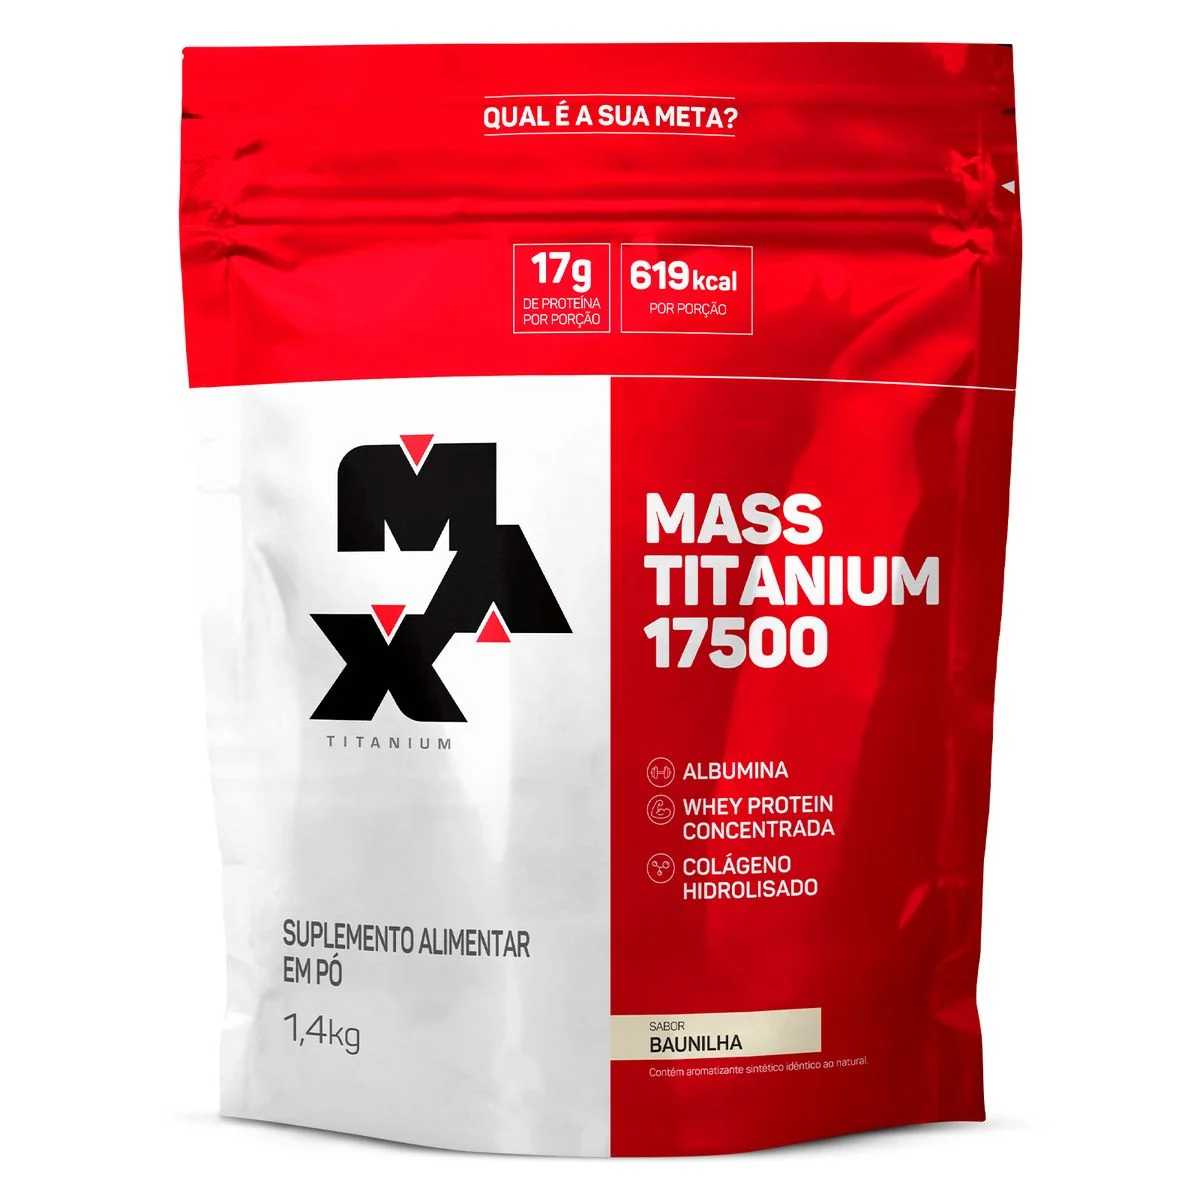 QUAL É A SUA META?
17g
DE PROTEÍNA
POR PORÇÃO
619kcal
POR PORÇÃO
MAX
TITANIUM
MASS
TITANIUM
17500
ALBUMINA
WHEY PROTEIN
CONCENTRADA
COLÁGENO
HIDROLISADO
SUPLEMENTO ALIMENTAR
EM PÓ
1,4kg
SABOR
BAUNILHA
Contém aromatizante sintético idêntico ao natural.